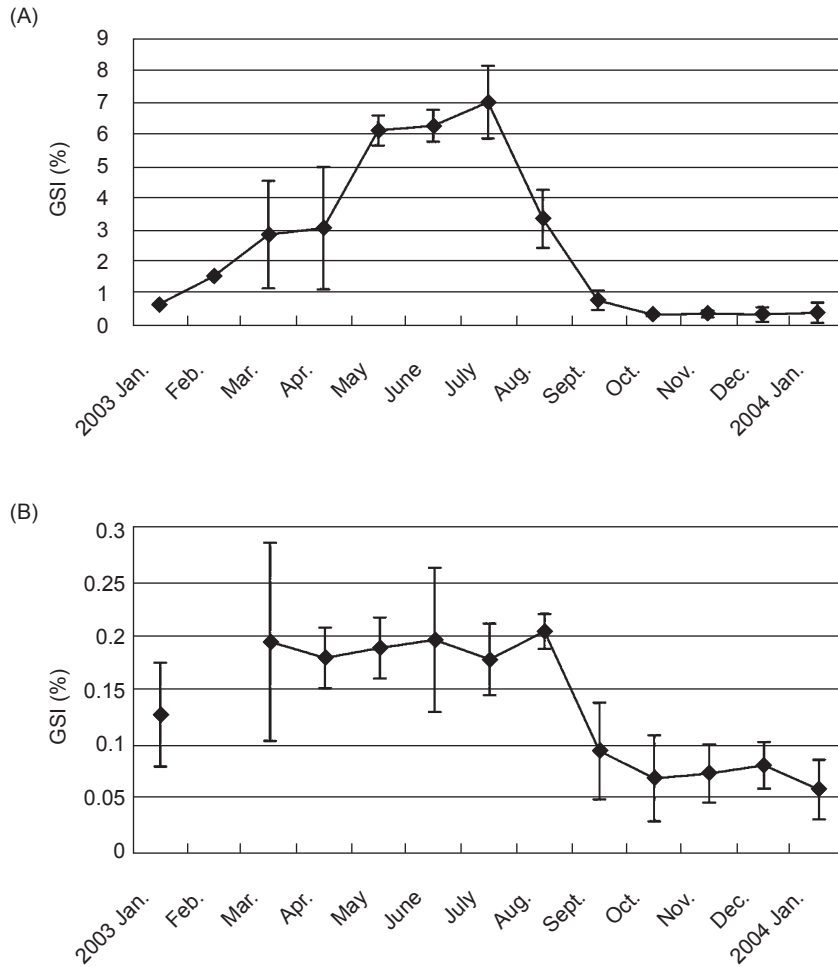 (A)
9
8
7
6
5
4
3
2
1
0
GSI (%)
2003 Jan.
Feb.
Mar.
Apr.
May
June
July
Aug.
Sept.
Oct.
Nov.
Dec.
2004 Jan.
(B)
0.3
0.25
0.2
0.15
0.1
0.05
0
GSI (%)
2003 Jan.
Feb.
Mar.
Apr.
May
June
July
Aug.
Sept.
Oct.
Nov.
Dec.
2004 Jan.